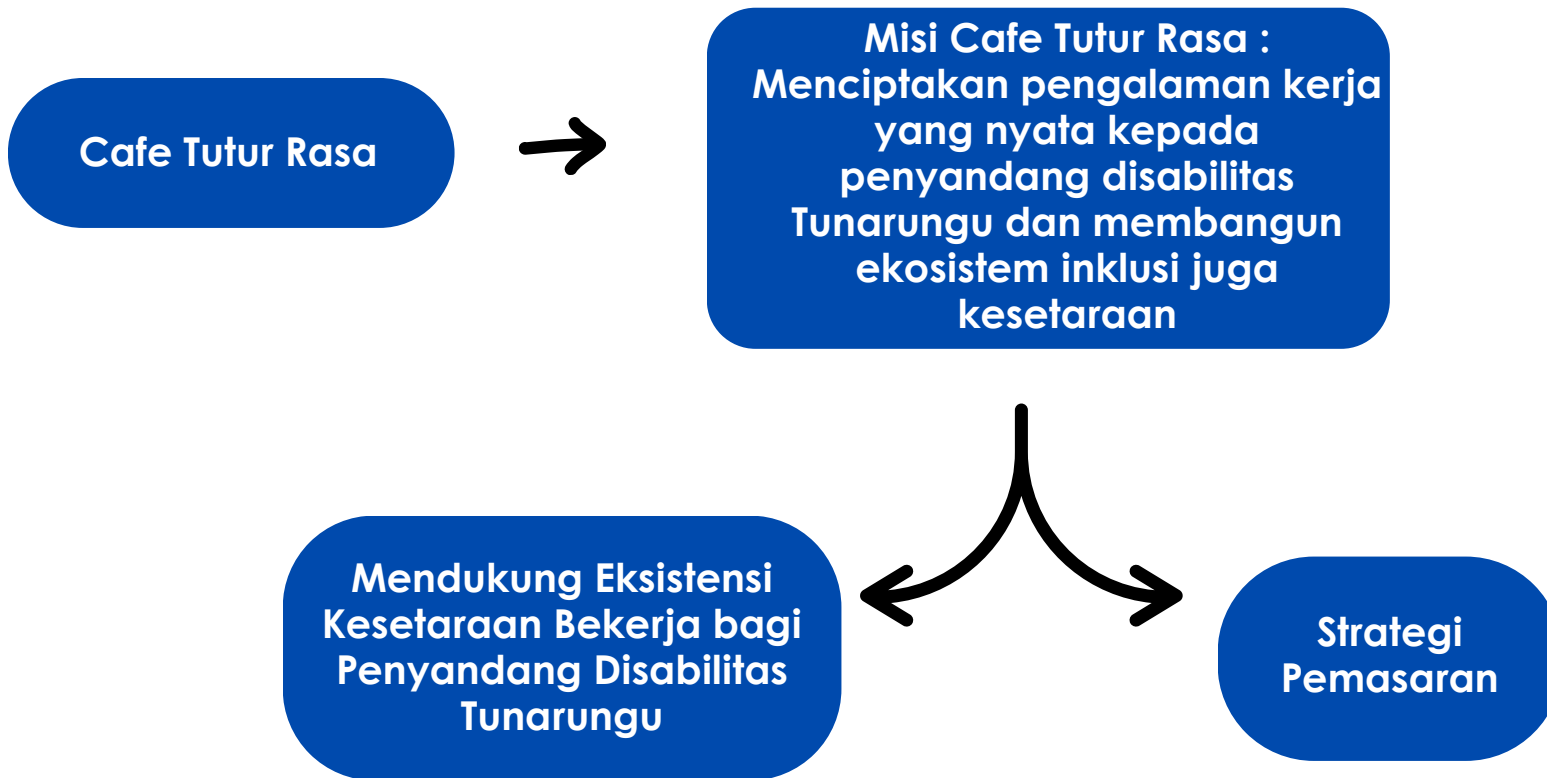 Cafe Tutur Rasa
Misi Cafe Tutur Rasa :
Menciptakan pengalaman kerja
yang nyata kepada
penyandang disabilitas
Tunarungu dan membangun
ekosistem inklusi juga
kesetaraan
Mendukung Eksistensi
Kesetaraan Bekerja bagi
Penyandang Disabilitas
Tunarungu
Strategi
Pemasaran